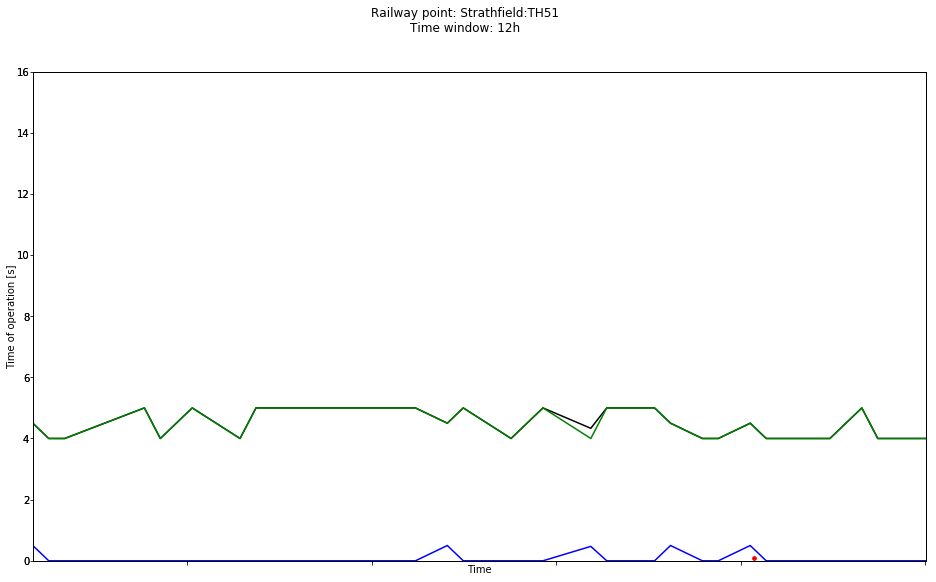 Railway point: Strathfield:TH51
Time window: 12h
16
14
12
10
8
6
4
2
0
Time of operation [s]
Time